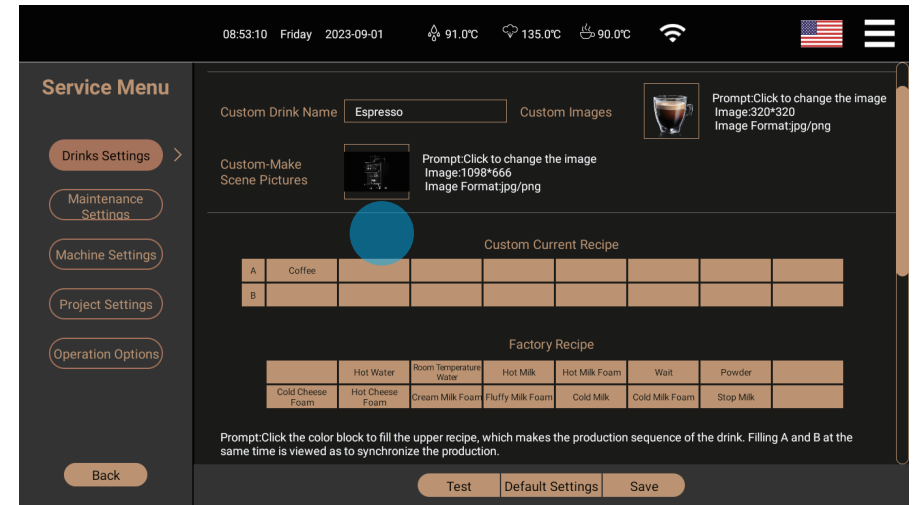 08:53:10 Friday 2023-09-01 91.0℃ 135.0℃ 90.0℃
Service Menu
Drinks Settings
Maintenance
Settings
Machine Settings
Project Settings
Operation Options
Back
Custom Drink Name Espresso Custom Images
Prompt:Click to change the image
Image:320*320
Image Format:jpg/png
Custom-Make
Scene Pictures
Prompt:Click to change the image
Image:1098*666
Image Format:jpg/png
Custom Current Recipe
A Coffee
B
Factory Recipe
Hot Water Room Temperature Water Hot Milk Hot Milk Foam Wait Powder
Cold Cheese Foam Hot Cheese Foam Cream Milk Foam Fluffy Milk Foam Cold Milk Cold Milk Foam Stop Milk
Prompt:Click the color block to fill the upper recipe, which makes the production sequence of the drink. Filling A and B at the
same time is viewed as to synchronize the production.
Test Default Settings Save